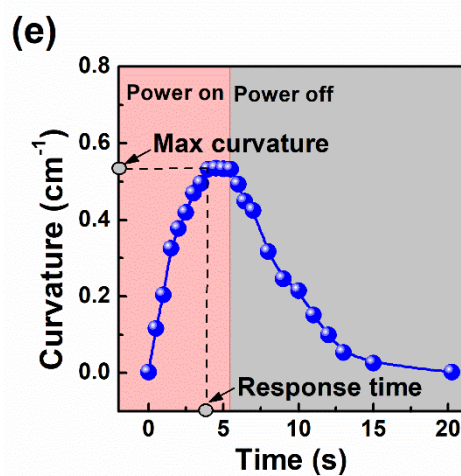 (e)
0.8
Power on Power off
0.6
Max curvature
0.4
0.2
0.0
Curvature (cm⁻¹)
Response time
0 5 10 15 20
Time (s)